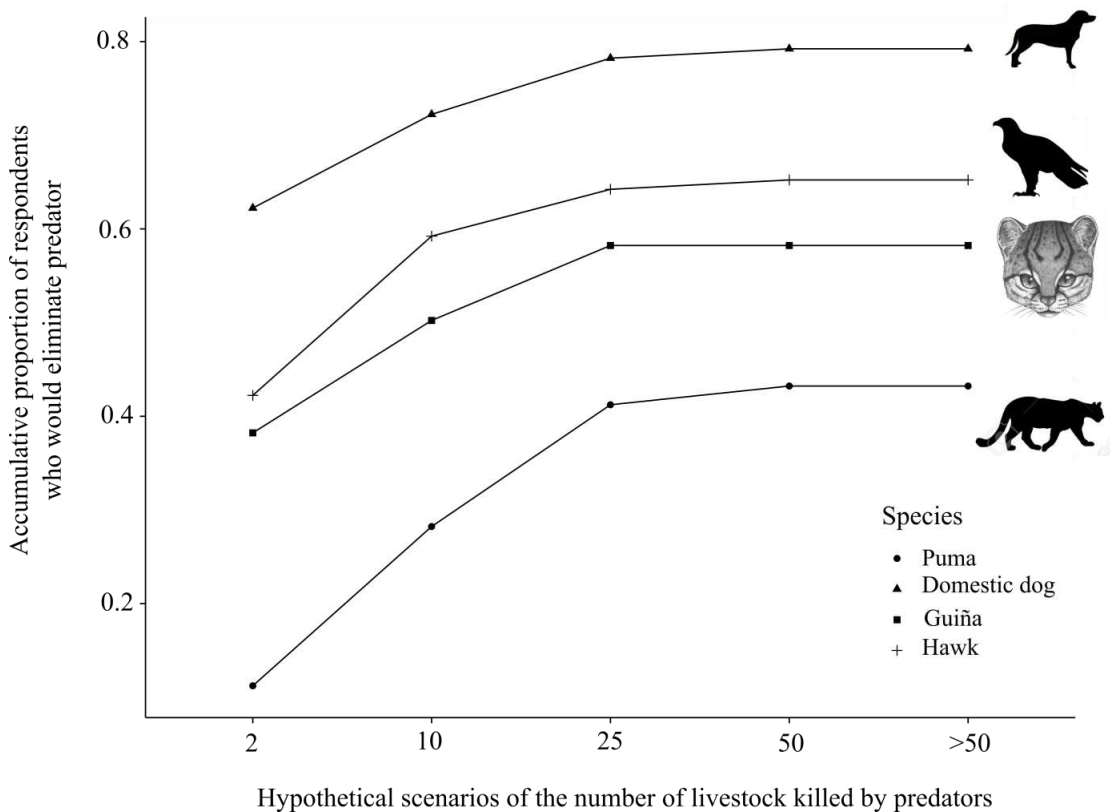 Accumulative proportion of respondents
who would eliminate predator
0.8
0.6
0.4
0.2
2 10 25 50 >50
Hypothetical scenarios of the number of livestock killed by predators
Species
Puma
Domestic dog
Guiña
Hawk